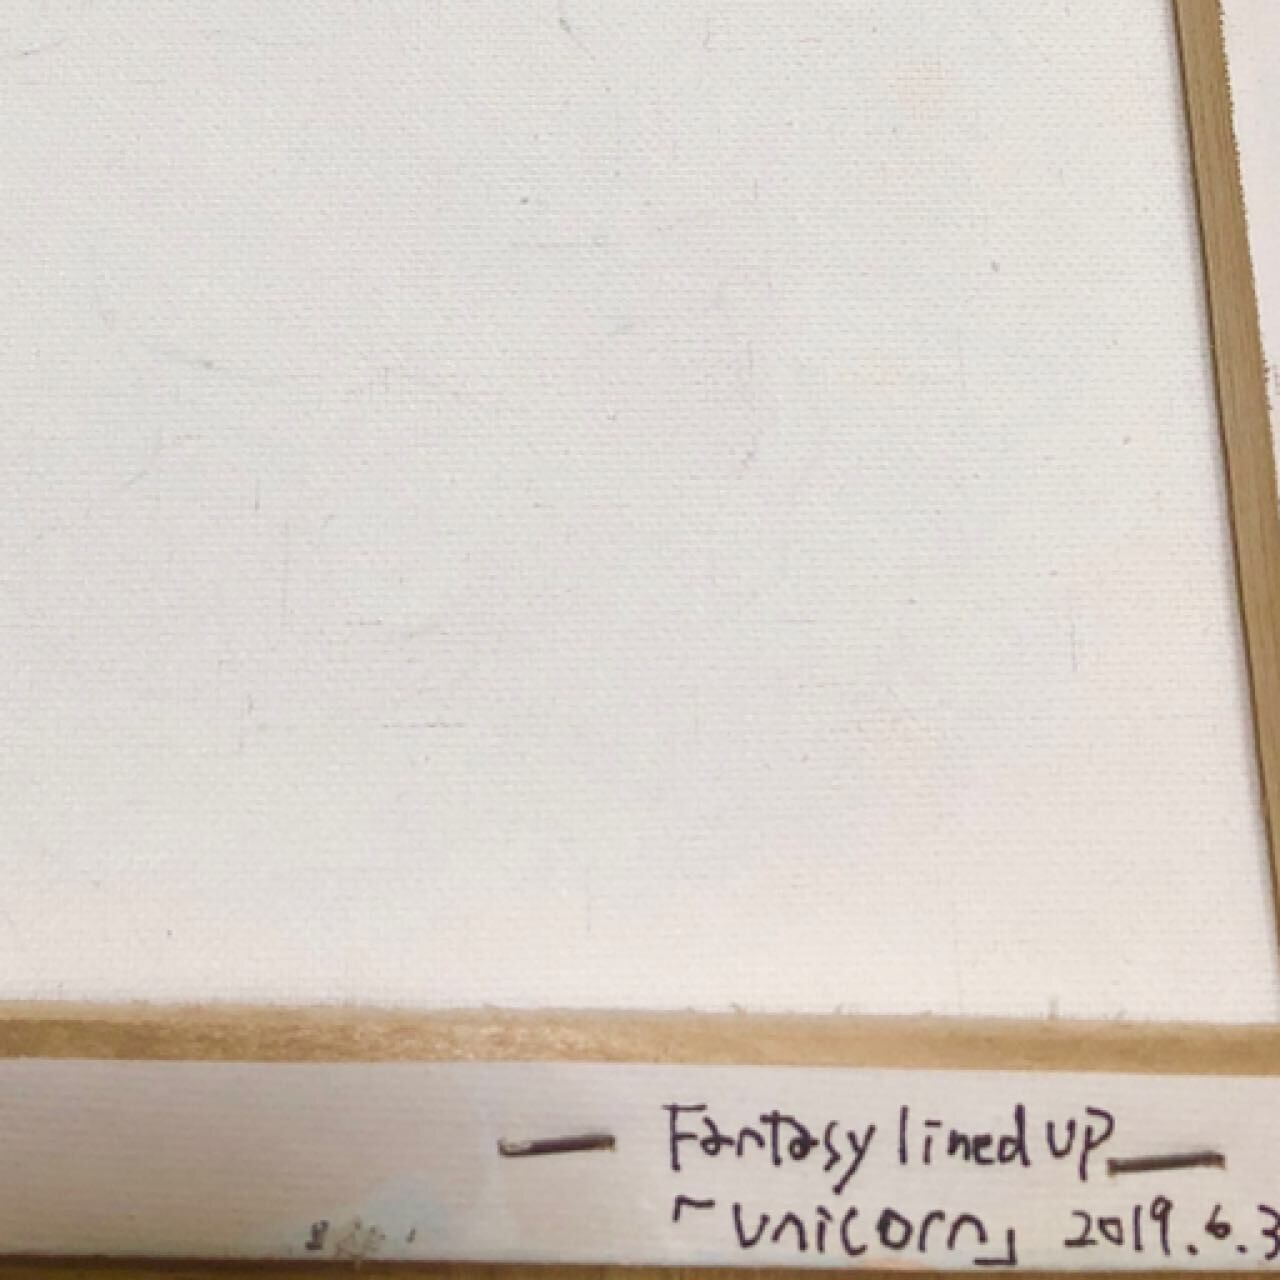 Fantasy lined up
「unicorn」 2019.6.3